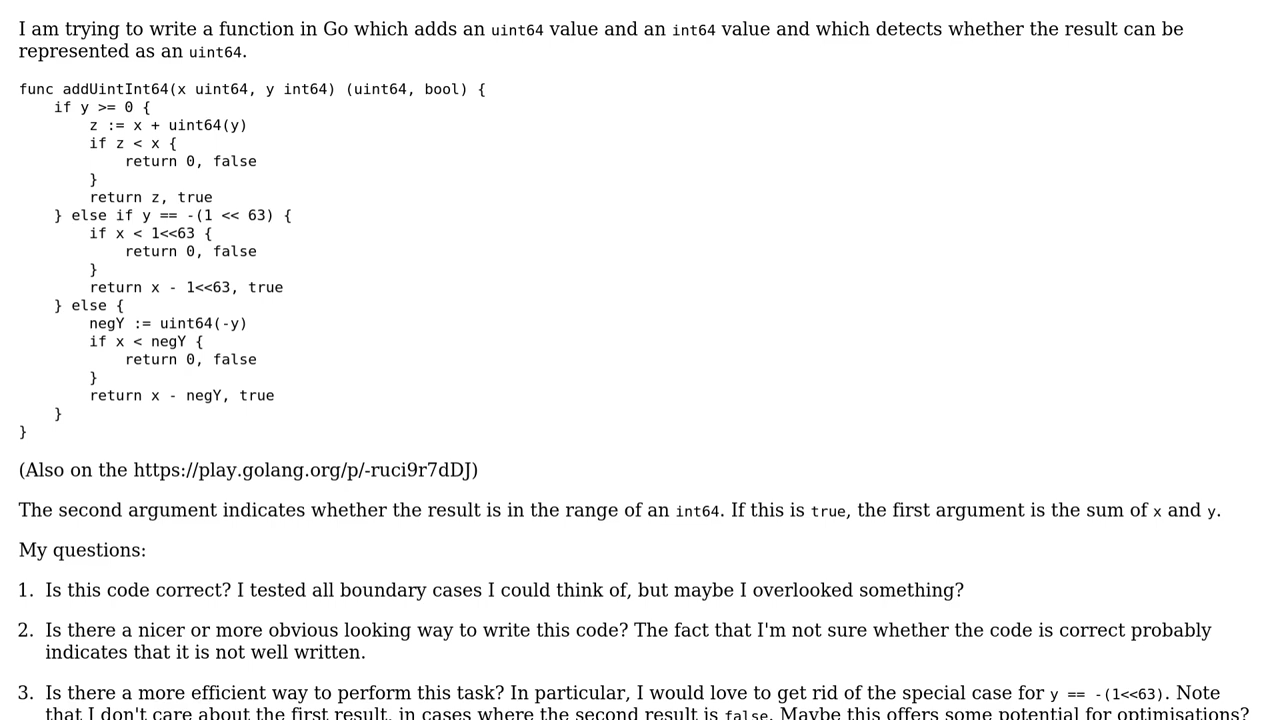 I am trying to write a function in Go which adds an uint64 value and an int64 value and which detects whether the result can be
represented as an uint64.
func addUintInt64(x uint64, y int64) (uint64, bool) {
    if y >= 0 {
        z := x + uint64(y)
        if z < x {
            return 0, false
        }
        return z, true
    } else if y == -(1 << 63) {
        if x < 1<<63 {
            return 0, false
        }
        return x - 1<<63, true
    } else {
        negY := uint64(-y)
        if x < negY {
            return 0, false
        }
        return x - negY, true
    }
}
(Also on the https://play.golang.org/p/-ruci9r7dDJ)
The second argument indicates whether the result is in the range of an int64. If this is true, the first argument is the sum of x and y.
My questions:
1. Is this code correct? I tested all boundary cases I could think of, but maybe I overlooked something?
2. Is there a nicer or more obvious looking way to write this code? The fact that I'm not sure whether the code is correct probably
indicates that it is not well written.
3. Is there a more efficient way to perform this task? In particular, I would love to get rid of the special case for y == -(1<<63). Note
that I don't care about the first result, in cases where the second result is false. Maybe this offers some potential for optimisations?